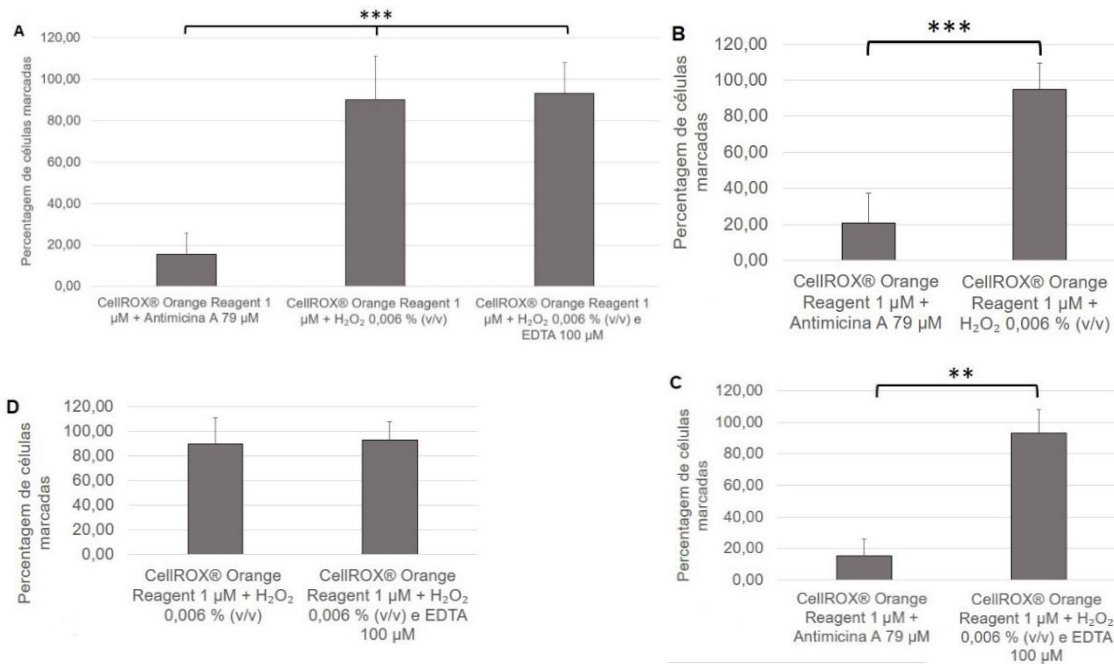 A
***
Percentagem de células marcadas
120,00
100,00
80,00
60,00
40,00
20,00
0,00
CellROX® Orange Reagent 1
µM + Antimicina A 79 µM
CellROX® Orange Reagent 1
µM + H₂O₂ 0,006 % (v/v)
CellROX® Orange Reagent 1
µM + H₂O₂ 0,006 % (v/v) e
EDTA 100 µM
B
***
Percentagem de células
marcadas
120,00
100,00
80,00
60,00
40,00
20,00
0,00
CellROX® Orange
Reagent 1 µM +
Antimicina A 79 µM
CellROX® Orange
Reagent 1 µM +
H₂O₂ 0,006 % (v/v)
D
Percentagem de células
marcadas
120,00
100,00
80,00
60,00
40,00
20,00
0,00
CellROX® Orange
Reagent 1 µM + H₂O₂
0,006 % (v/v)
CellROX® Orange
Reagent 1 µM + H₂O₂
0,006 % (v/v) e EDTA
100 µM
C
**
Percentagem de células
marcadas
120,00
100,00
80,00
60,00
40,00
20,00
0,00
CellROX® Orange
Reagent 1 µM +
Antimicina A 79 µM
CellROX® Orange
Reagent 1 µM + H₂O₂
0,006 % (v/v) e EDTA
100 µM